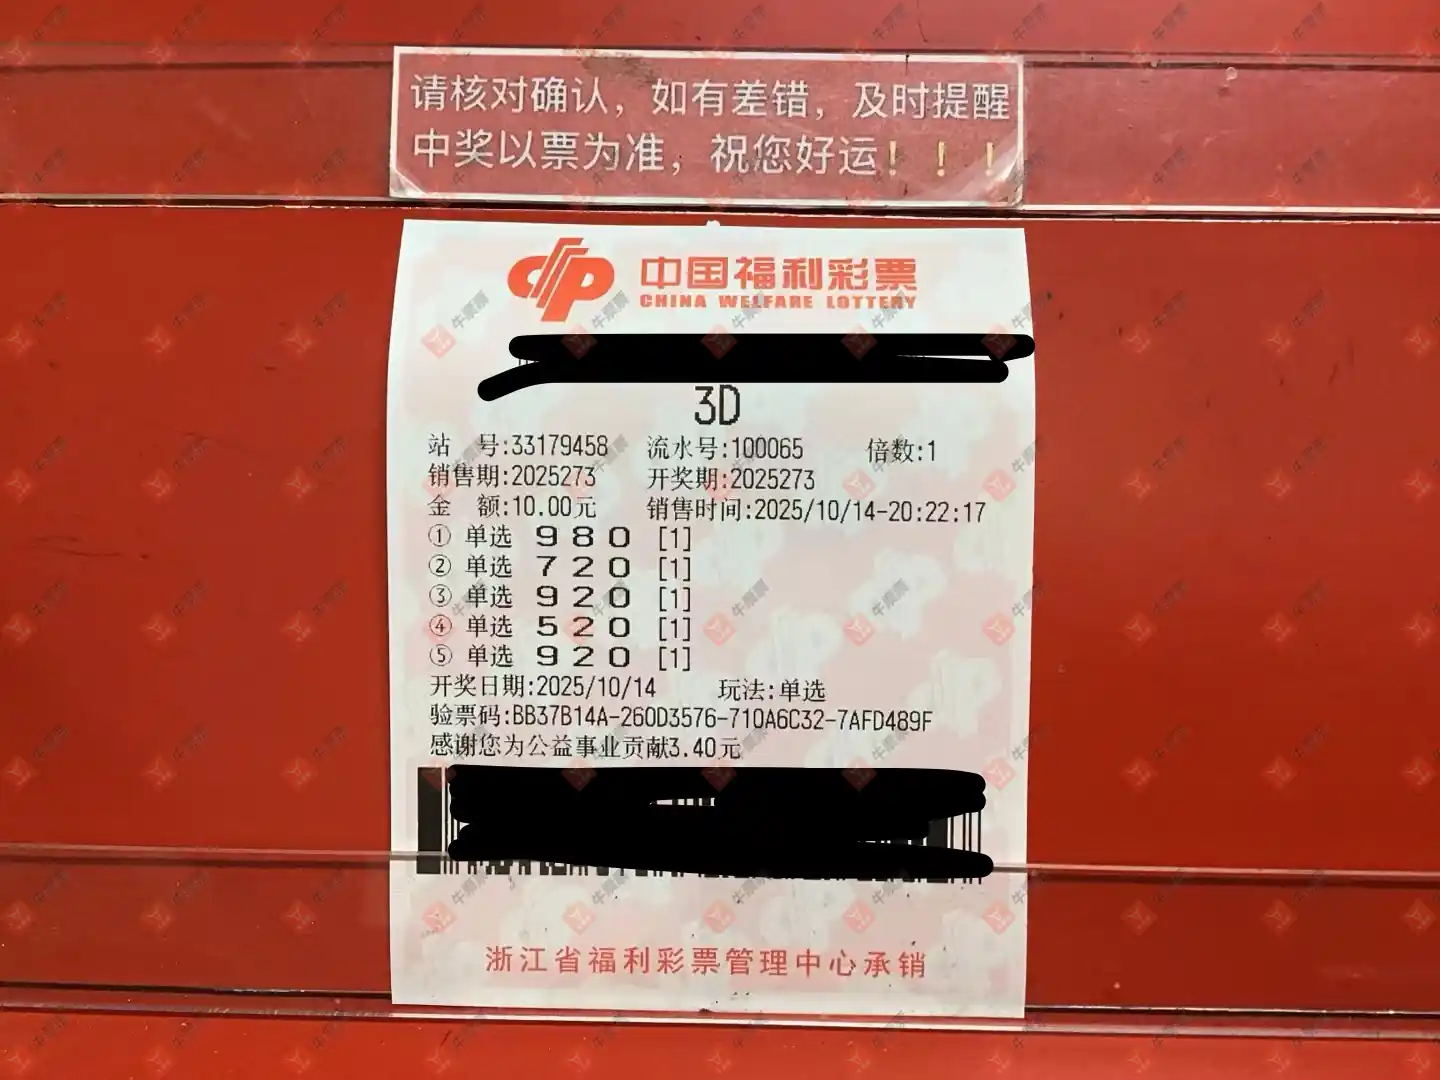 请核对确认，如有差错，及时提醒
中奖以票为准，祝您好运！！！
中国福利彩票
CHINA WELFARE LOTTERY
3D
站 号:33179458 流水号:100065 倍数:1
销售期:2025273 开奖期:2025273
金 额:10.00元 销售时间:2025/10/14-20:22:17
① 单选 9 8 0 [1]
② 单选 7 2 0 [1]
③ 单选 9 2 0 [1]
④ 单选 5 2 0 [1]
⑤ 单选 9 2 0 [1]
开奖日期:2025/10/14 玩法:单选
验票码:BB37B14A-260D3576-710A6C32-7AFD489F
感谢您为公益事业贡献3.40元
浙江省福利彩票管理中心承销